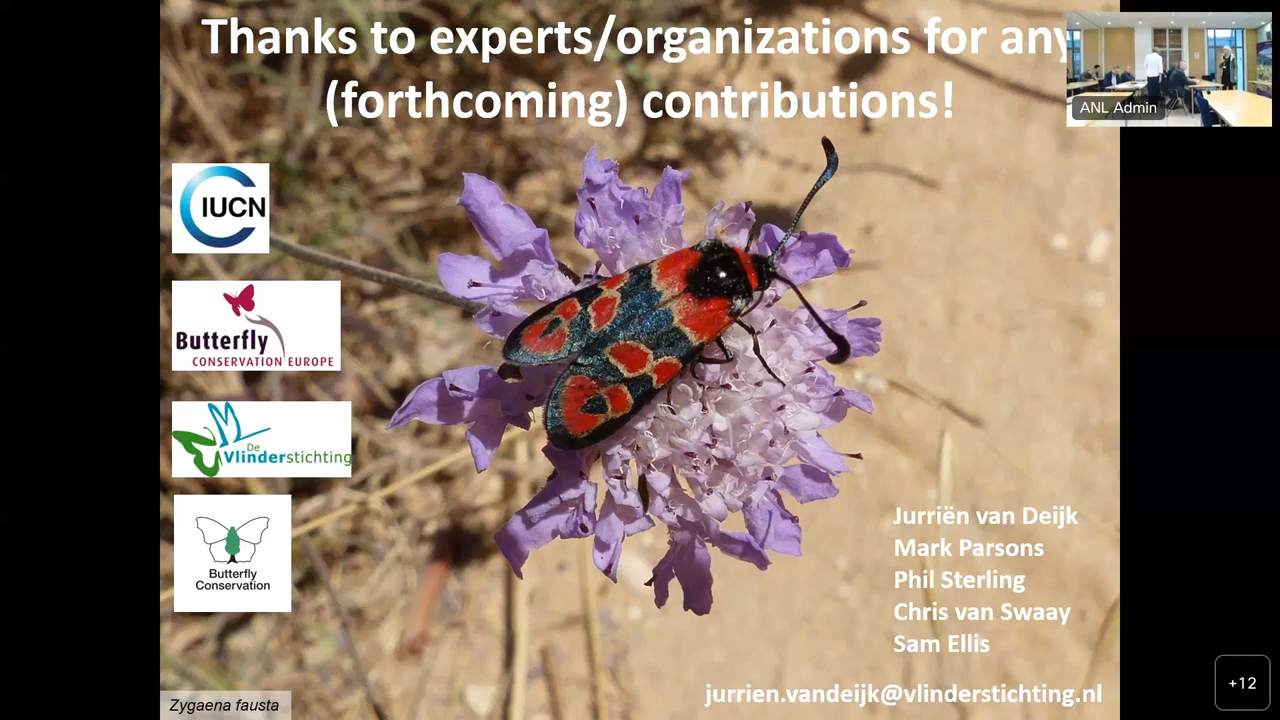 Thanks to experts/organizations for any
(forthcoming) contributions!
ANL Admin
IUCN
Butterfly
CONSERVATION EUROPE
De
Vlinderstichting
Butterfly
Conservation
Jurriën van Deijk
Mark Parsons
Phil Sterling
Chris van Swaay
Sam Ellis
jurrien.vandeijk@vlinderstichting.nl
Zygaena fausta
+12